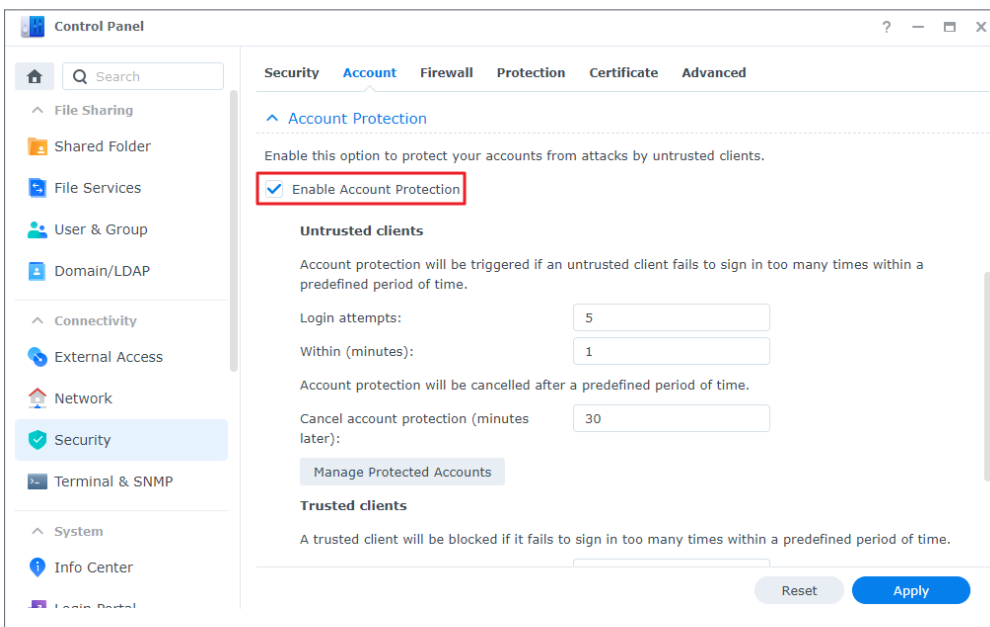 Control Panel
?
Search
File Sharing
Shared Folder
File Services
User & Group
Domain/LDAP
Connectivity
External Access
Network
Security
Terminal & SNMP
System
Info Center
Login Portal
Security Account Firewall Protection Certificate Advanced
Account Protection
Enable this option to protect your accounts from attacks by untrusted clients.
Enable Account Protection
Untrusted clients
Account protection will be triggered if an untrusted client fails to sign in too many times within a
predefined period of time.
Login attempts: 5
Within (minutes): 1
Account protection will be cancelled after a predefined period of time.
Cancel account protection (minutes 30
later):
Manage Protected Accounts
Trusted clients
A trusted client will be blocked if it fails to sign in too many times within a predefined period of time.
Reset Apply